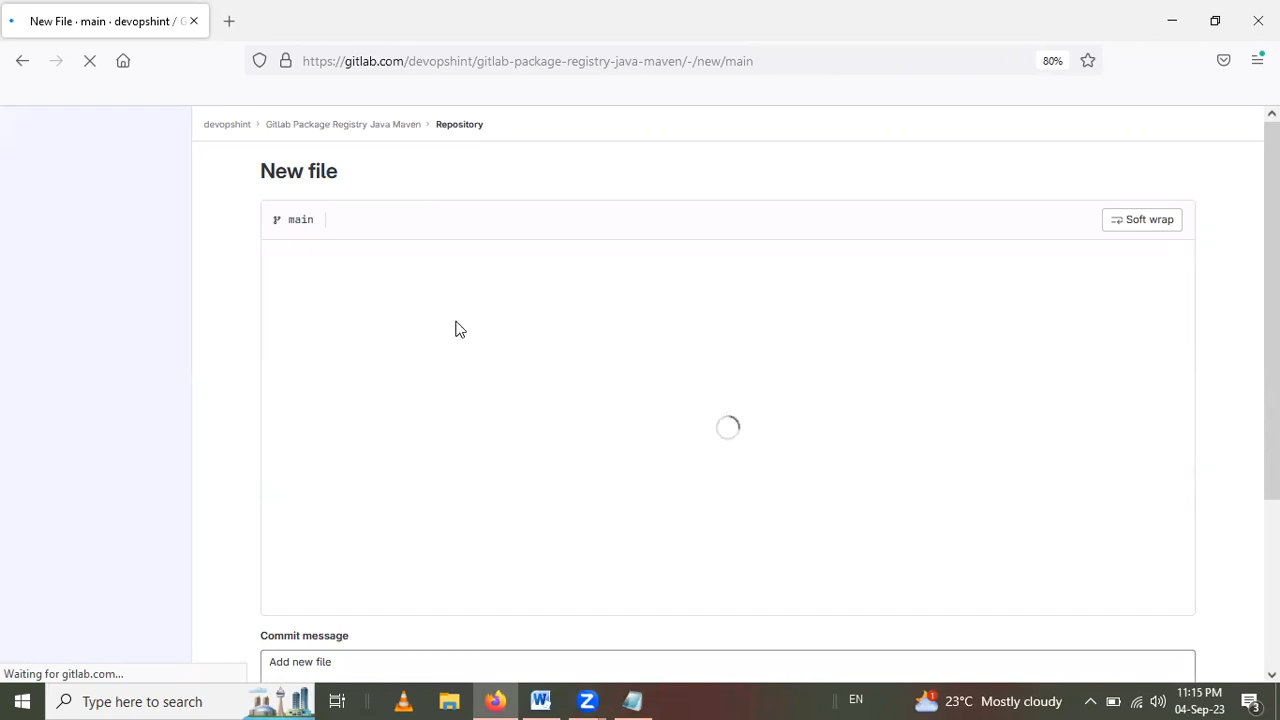 New File · main · devopshint / G
https://gitlab.com/devopshint/gitlab-package-registry-java-maven/-/new/main
80%
devopshint › Gitlab Package Registry Java Maven › Repository
New file
main
Soft wrap
Commit message
Add new file
Waiting for gitlab.com...
Type here to search
EN
1
23°C Mostly cloudy
11:15 PM
04-Sep-23
3